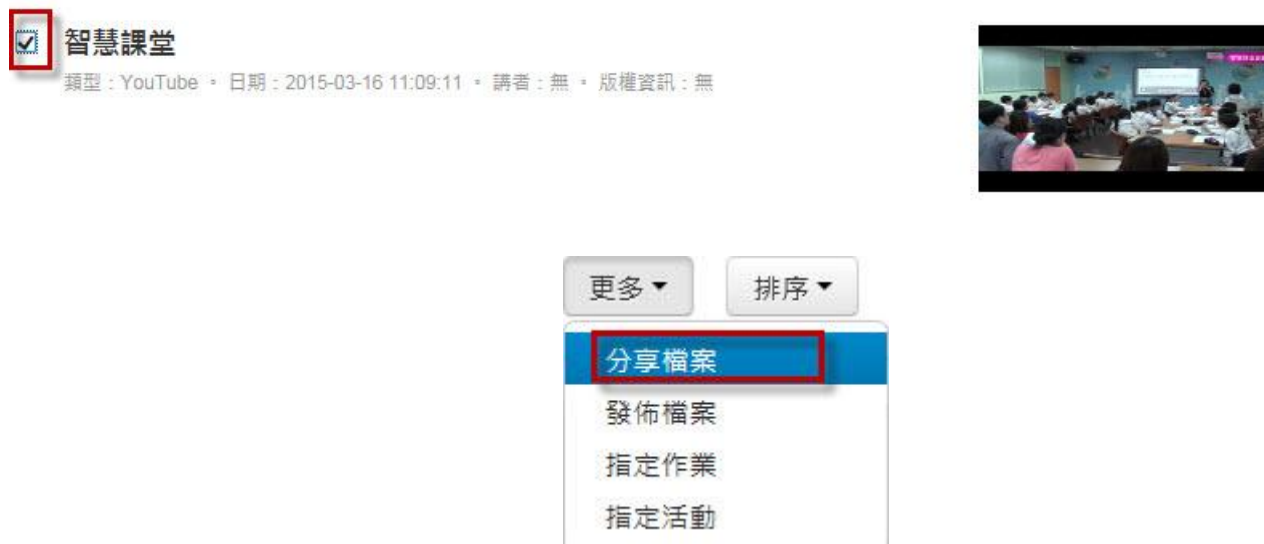 智慧課堂
類型：YouTube • 日期：2015-03-16 11:09:11 • 講者：無 • 版權資訊：無
更多
排序
分享檔案
發佈檔案
指定作業
指定活動